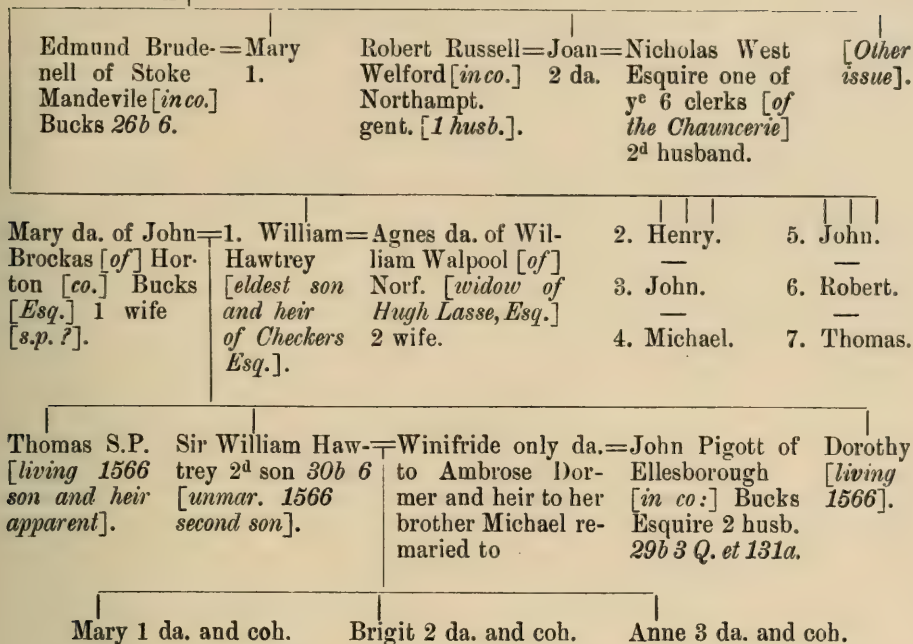 Edmund Brude-=Mary
nell of Stoke 1.
Mandevile [in co.]
Bucks 26b 6.
Robert Russell=Joan=Nicholas West
Welford [in co.] 2 da. Esquire one of
Northampt. yᵉ 6 clerks [of
gent. [1 husb.]. the Chauncerie]
2ᵈ husband.
[Other
issue].
Mary da. of John=1. William=Agnes da. of Wil-
Brockas [of] Hor-
ton [co.] Bucks
[Esq.] 1 wife
[s.p. ?].
Hawtrey
[eldest son
and heir
of Checkers
Esq.].
liam Walpool [of]
Norf. [widow of
Hugh Lasse, Esq.]
2 wife.
2. Henry.
—
3. John.
—
4. Michael.
5. John.
—
6. Robert.
—
7. Thomas.
Thomas S.P.
[living 1566
son and heir
apparent].
Sir William Haw-=Winifride only da.=John Pigott of
trey 2ᵈ son 30b 6
[unmar. 1566
second son].
to Ambrose Dor-
mer and heir to her
brother Michael re-
maried to
Ellesborough
[in co:] Bucks
Esquire 2 husb.
29b 3 Q. et 131a.
Dorothy
[living
1566].
Mary 1 da. and coh. Brigit 2 da. and coh. Anne 3 da. and coh.